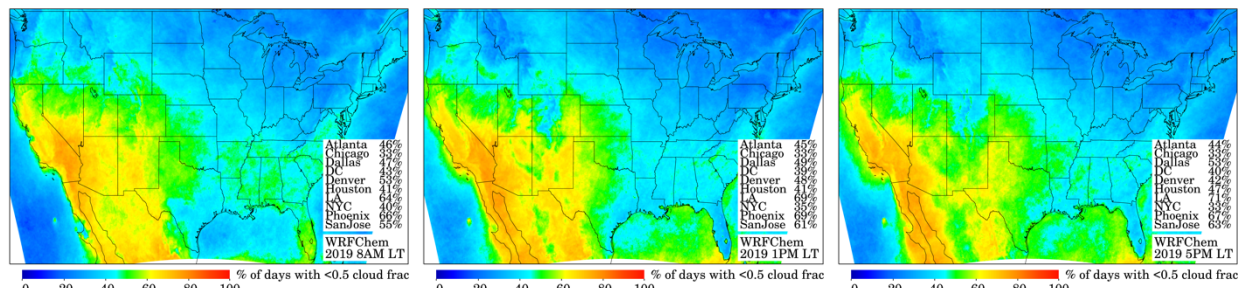 Atlanta 46%
Chicago 33%
Dallas 47%
DC 43%
Denver 53%
Houston 41%
LA 64%
NYC 40%
Phoenix 66%
SanJose 55%
WRFChem
2019 8AM LT
% of days with <0.5 cloud frac
0 20 40 60 80 100
Atlanta 45%
Chicago 33%
Dallas 49%
DC 39%
Denver 48%
Houston 41%
LA 69%
NYC 35%
Phoenix 69%
SanJose 61%
WRFChem
2019 1PM LT
% of days with <0.5 cloud frac
0 20 40 60 80 100
Atlanta 44%
Chicago 33%
Dallas 53%
DC 40%
Denver 42%
Houston 47%
LA 71%
NYC 33%
Phoenix 67%
SanJose 63%
WRFChem
2019 5PM LT
% of days with <0.5 cloud frac
0 20 40 60 80 100